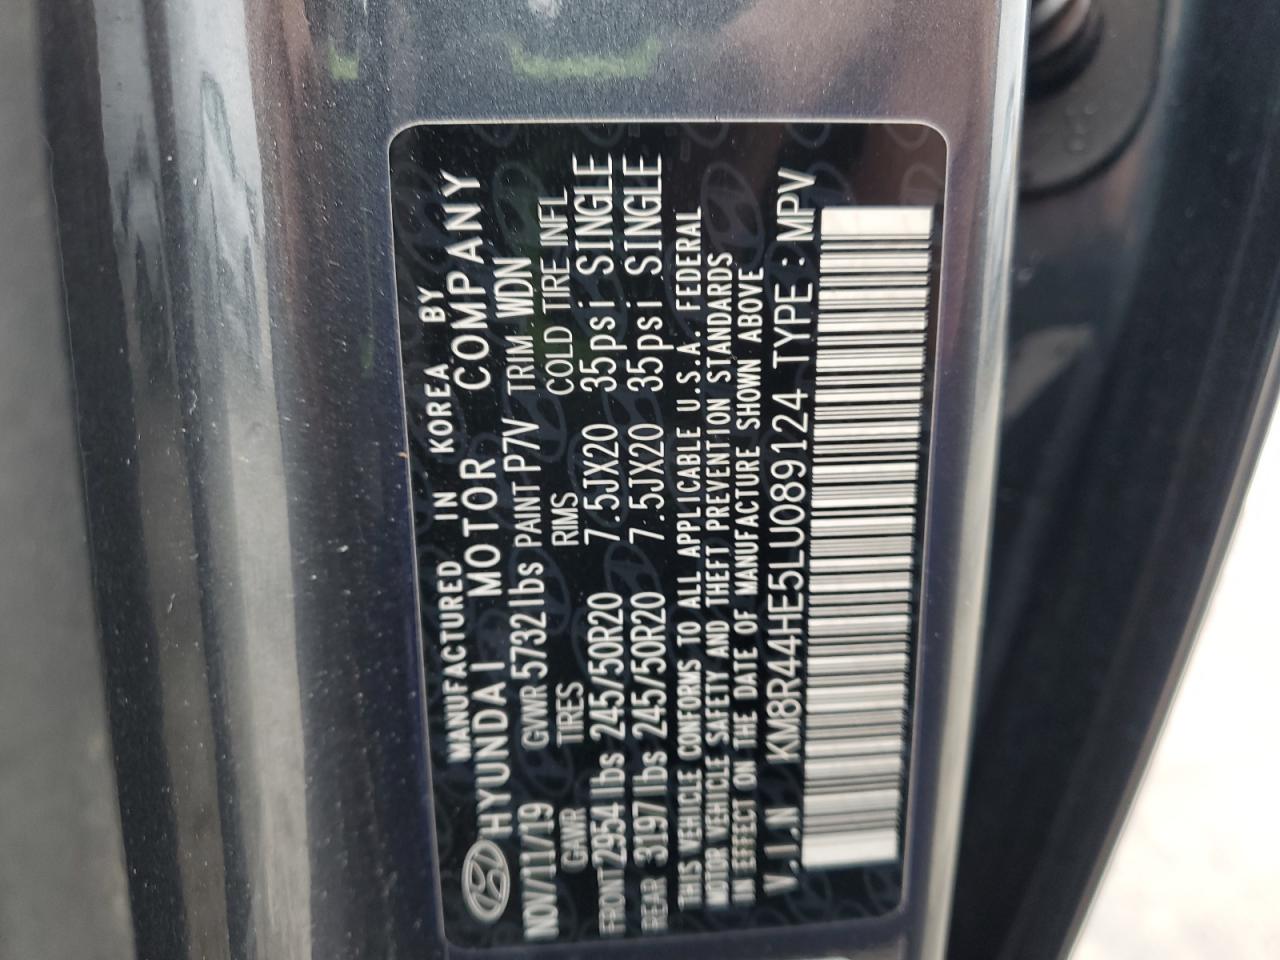 MANUFACTURED IN KOREA BY
HYUNDAI MOTOR COMPANY
NOV/11/19 GVWR 5732lbs PAINT P7V TRIM WDN
GAWR TIRES RIMS COLD TIRE INFL
FRONT 2954lbs 245/50R20 7.5JX20 35psi SINGLE
REAR 3197lbs 245/50R20 7.5JX20 35psi SINGLE
THIS VEHICLE CONFORMS TO ALL APPLICABLE U.S.A. FEDERAL
MOTOR VEHICLE SAFETY AND THEFT PREVENTION STANDARDS
IN EFFECT ON THE DATE OF MANUFACTURE SHOWN ABOVE
V.I.N KM8R44HE5LU089124 TYPE : MPV